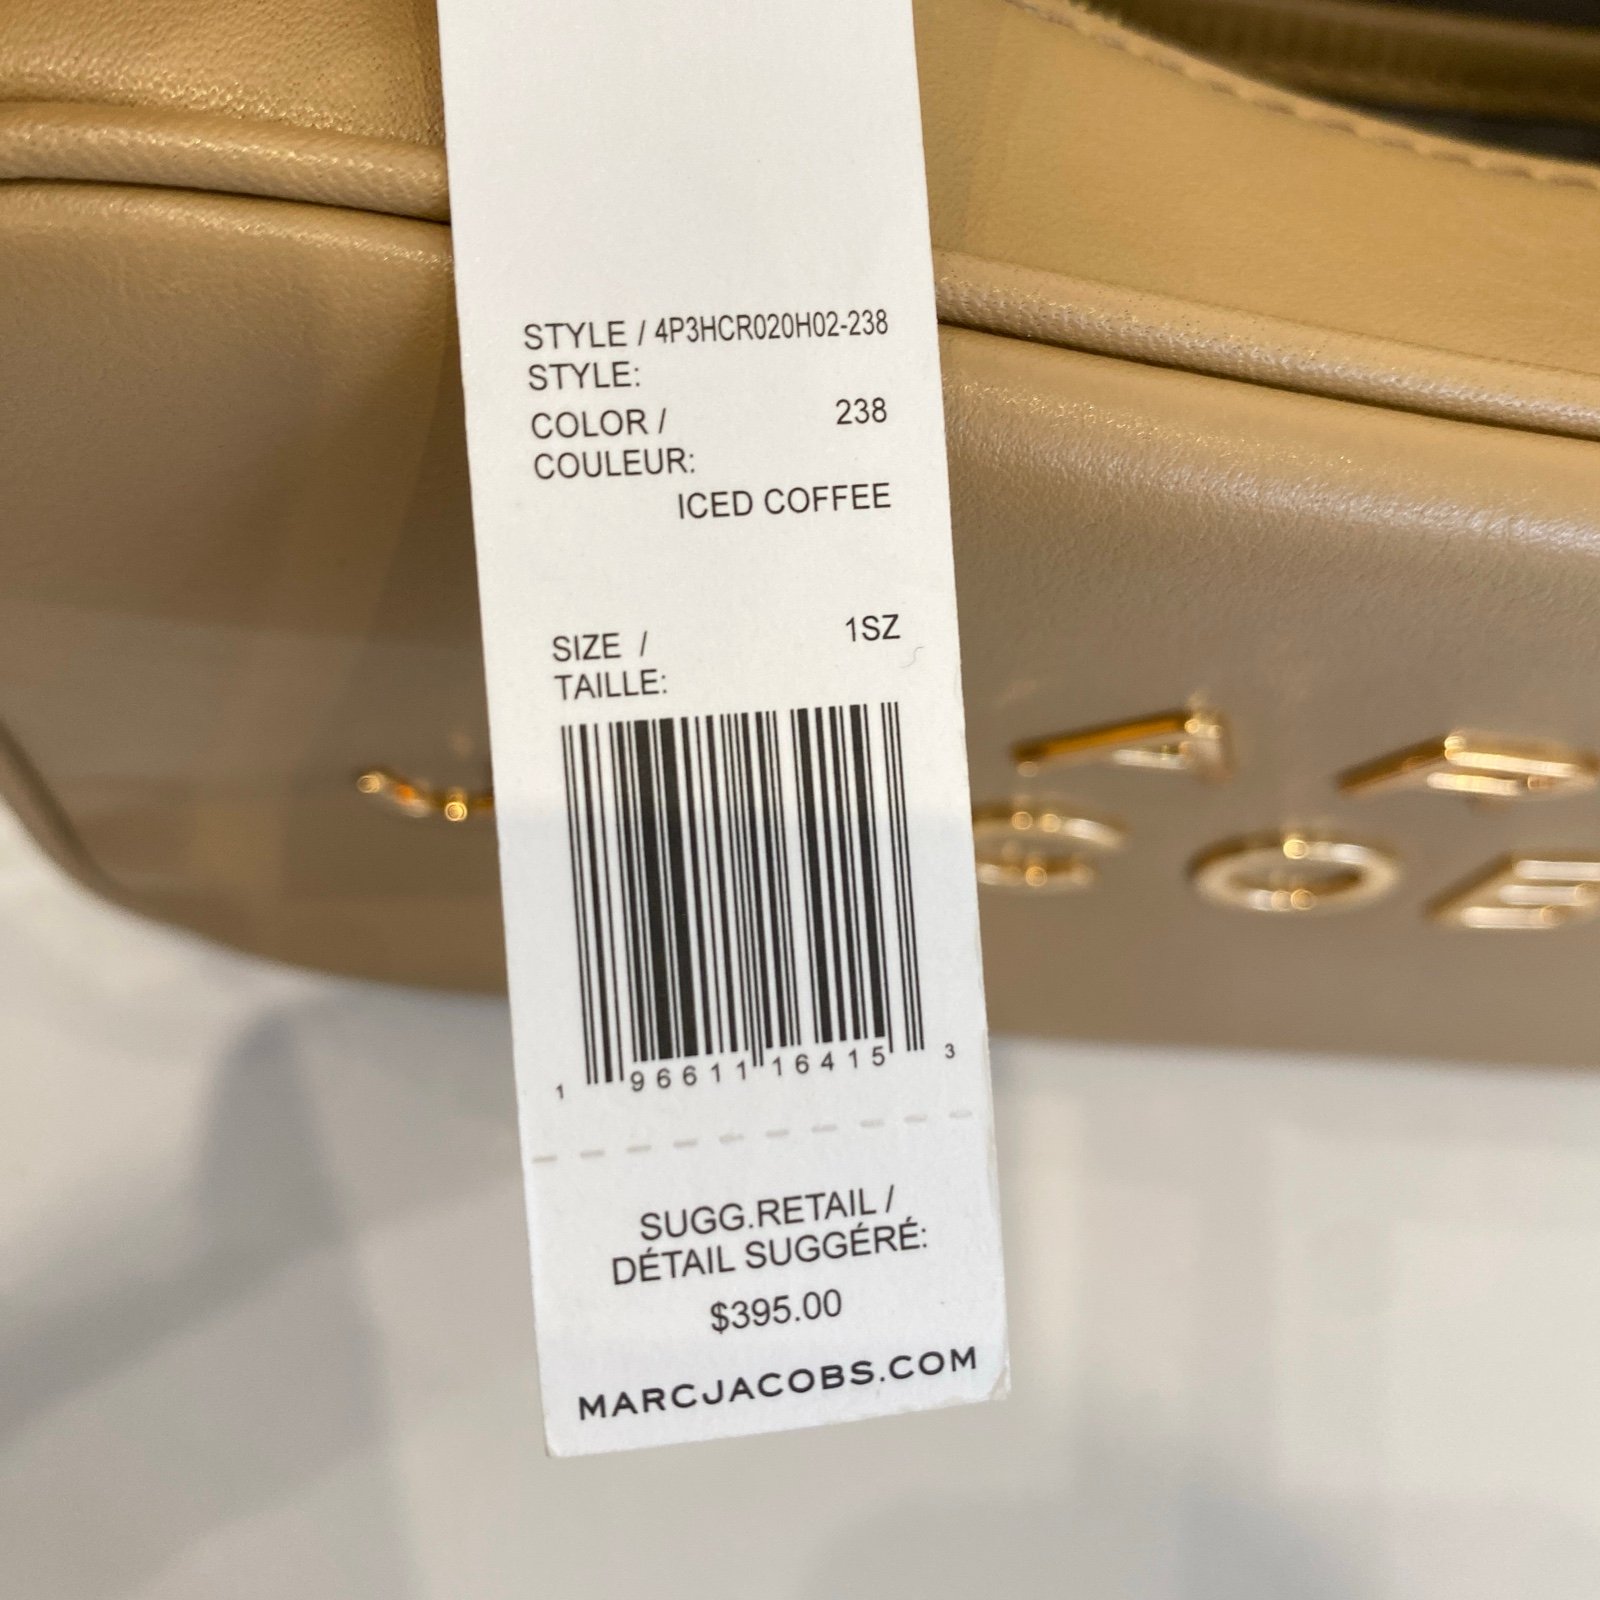 STYLE / 4P3HCR020H02-238
STYLE:
COLOR / 238
COULEUR:
ICED COFFEE
SIZE / 1SZ
TAILLE:
1 96611 16415 3
SUGG.RETAIL /
DÉTAIL SUGGÉRÉ:
$395.00
MARCJACOBS.COM